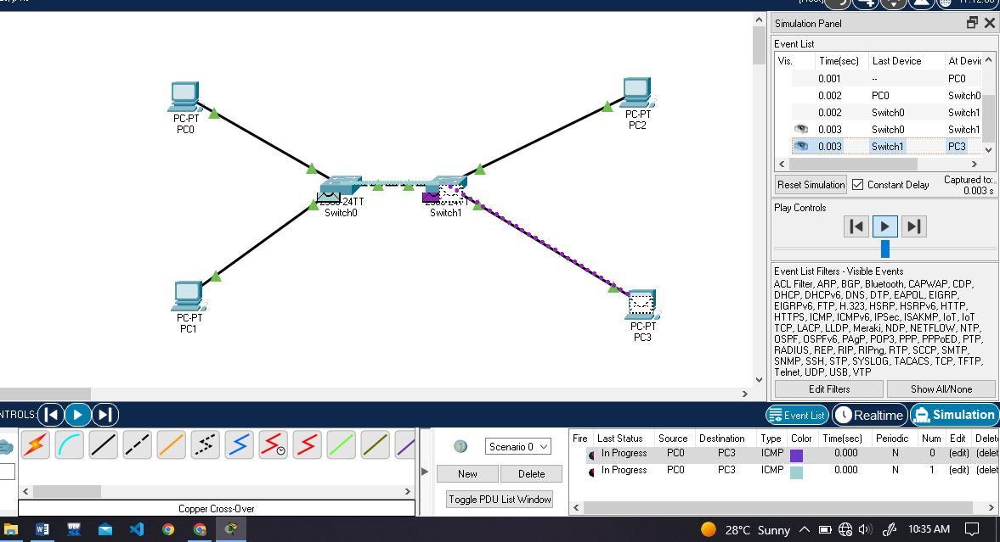 Simulation Panel
Event List
Vis. Time(sec) Last Device At Devic
0.001 -- PC0
0.002 PC0 Switch0
0.002 Switch0 Switch1
0.003 Switch0 Switch1
0.003 Switch1 PC3
Reset Simulation Constant Delay Captured to:
0.003 s
Play Controls
Event List Filters - Visible Events
ACL Filter, ARP, BGP, Bluetooth, CAPWAP, CDP,
DHCP, DHCPv6, DNS, DTP, EAPOL, EIGRP,
EIGRPv6, FTP, H.323, HSRP, HSRPv6, HTTP,
HTTPS, ICMP, ICMPv6, IPSec, ISAKMP, IoT, IoT
TCP, LACP, LLDP, Meraki, NDP, NETFLOW, NTP,
OSPF, OSPFv6, PAgP, POP3, PPP, PPPoED, PTP,
RADIUS, REP, RIP, RIPng, RTP, SCCP, SMTP,
SNMP, SSH, STP, SYSLOG, TACACS, TCP, TFTP,
Telnet, UDP, USB, VTP
Edit Filters Show All/None
PC-PT
PC0
PC-PT
PC2
24TT
Switch0
Switch1
PC-PT
PC1
PC-PT
PC3
NTROLS:
Event List Realtime Simulation
Scenario 0
New Delete
Toggle PDU List Window
Copper Cross-Over
Fire Last Status Source Destination Type Color Time(sec) Periodic Num Edit Delet
In Progress PC0 PC3 ICMP 0.000 N 0 (edit) (delet
In Progress PC0 PC3 ICMP 0.000 N 1 (edit) (delet
28°C Sunny 10:35 AM